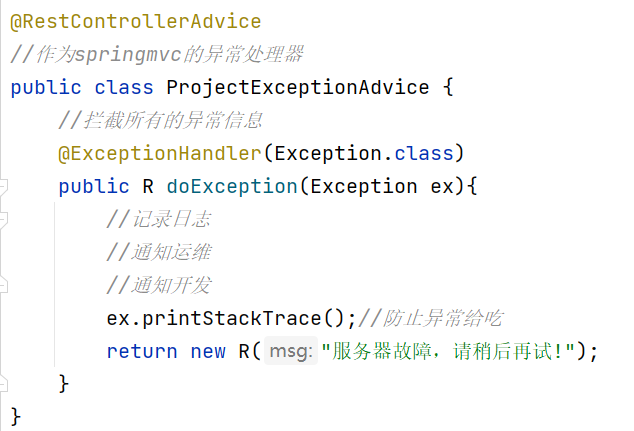 @RestControllerAdvice
//作为springmvc的异常处理器
public class ProjectExceptionAdvice {
    //拦截所有的异常信息
    @ExceptionHandler(Exception.class)
    public R doException(Exception ex){
        //记录日志
        //通知运维
        //通知开发
        ex.printStackTrace();//防止异常给吃
        return new R( msg: "服务器故障，请稍后再试!");
    }
}